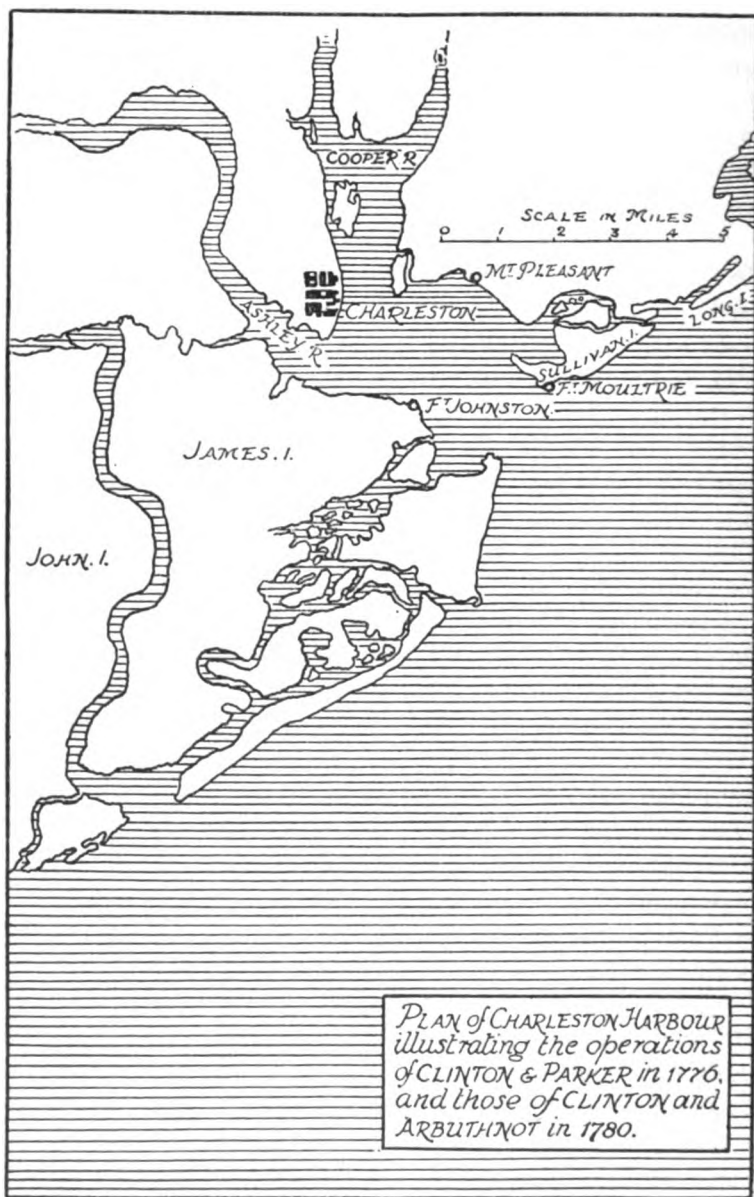 COOPER R.
SCALE IN MILES
0 1 2 3 4 5
MT. PLEASANT
ASHLEY R.
CHARLESTON
LONG. I.
SULLIVAN. I.
FT. MOULTRIE
FT JOHNSTON.
JAMES. I.
JOHN. I.
PLAN of CHARLESTON HARBOUR
illustrating the operations
of CLINTON & PARKER in 1776,
and those of CLINTON and
ARBUTHNOT in 1780.